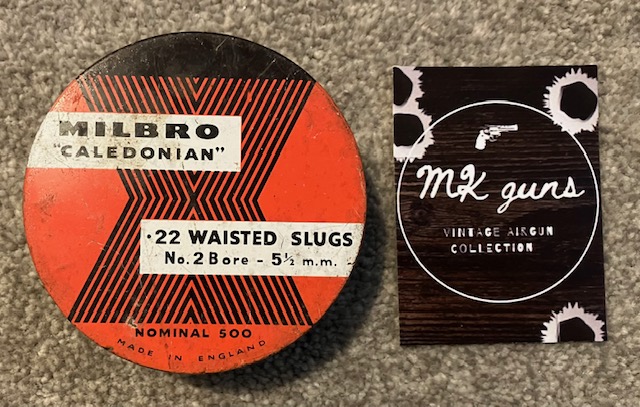 MILBRO
"CALEDONIAN"
·22 WAISTED SLUGS
No. 2 Bore - 5½ m.m.
NOMINAL 500
MADE IN ENGLAND
MK guns
VINTAGE AIRGUN
COLLECTION